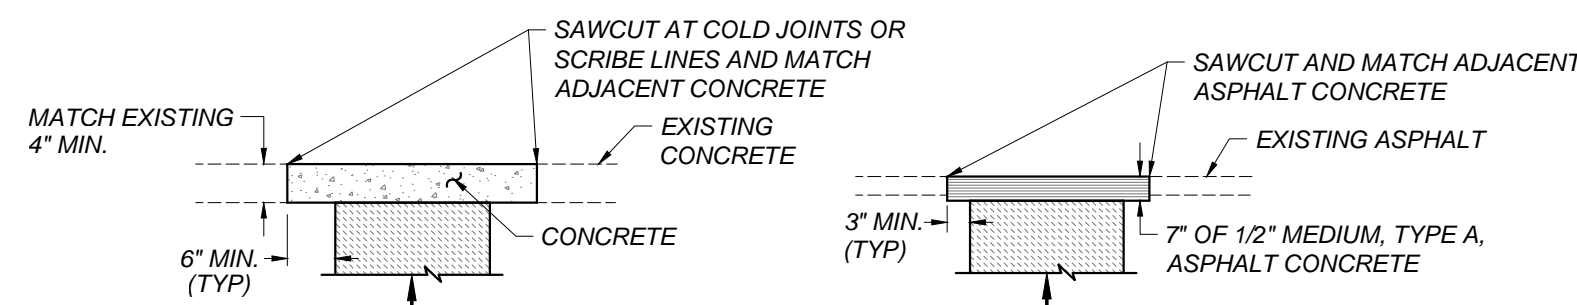 SAWCUT AT COLD JOINTS OR
SCRIBE LINES AND MATCH
ADJACENT CONCRETE
MATCH EXISTING
4" MIN.
EXISTING
CONCRETE
CONCRETE
6" MIN.
(TYP)
SAWCUT AND MATCH ADJACENT
ASPHALT CONCRETE
EXISTING ASPHALT
3" MIN.
(TYP)
7" OF 1/2" MEDIUM, TYPE A,
ASPHALT CONCRETE